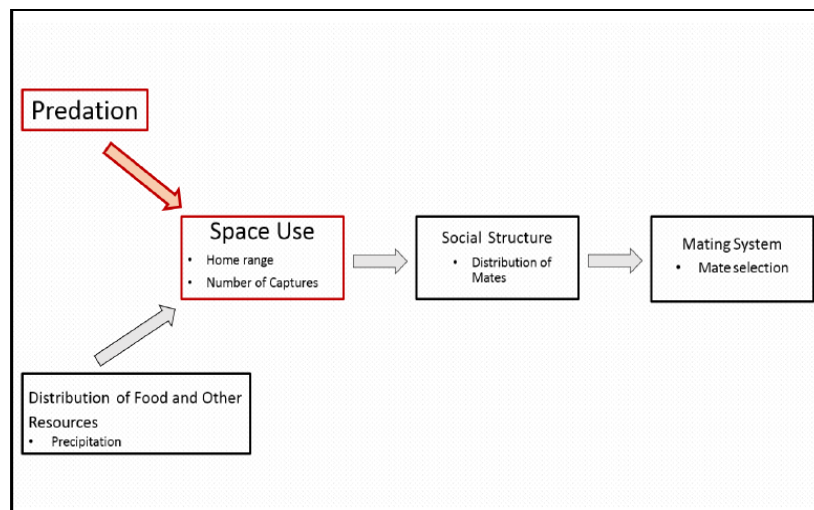 Predation
Space Use
• Home range
• Number of Captures
Social Structure
• Distribution of
Mates
Mating System
• Mate selection
Distribution of Food and Other
Resources
• Precipitation